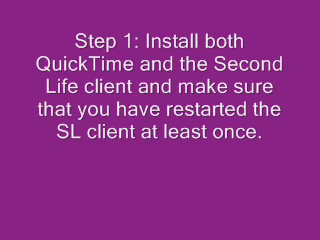 Step 1: Install both
QuickTime and the Second
Life client and make sure
that you have restarted the
SL client at least once.